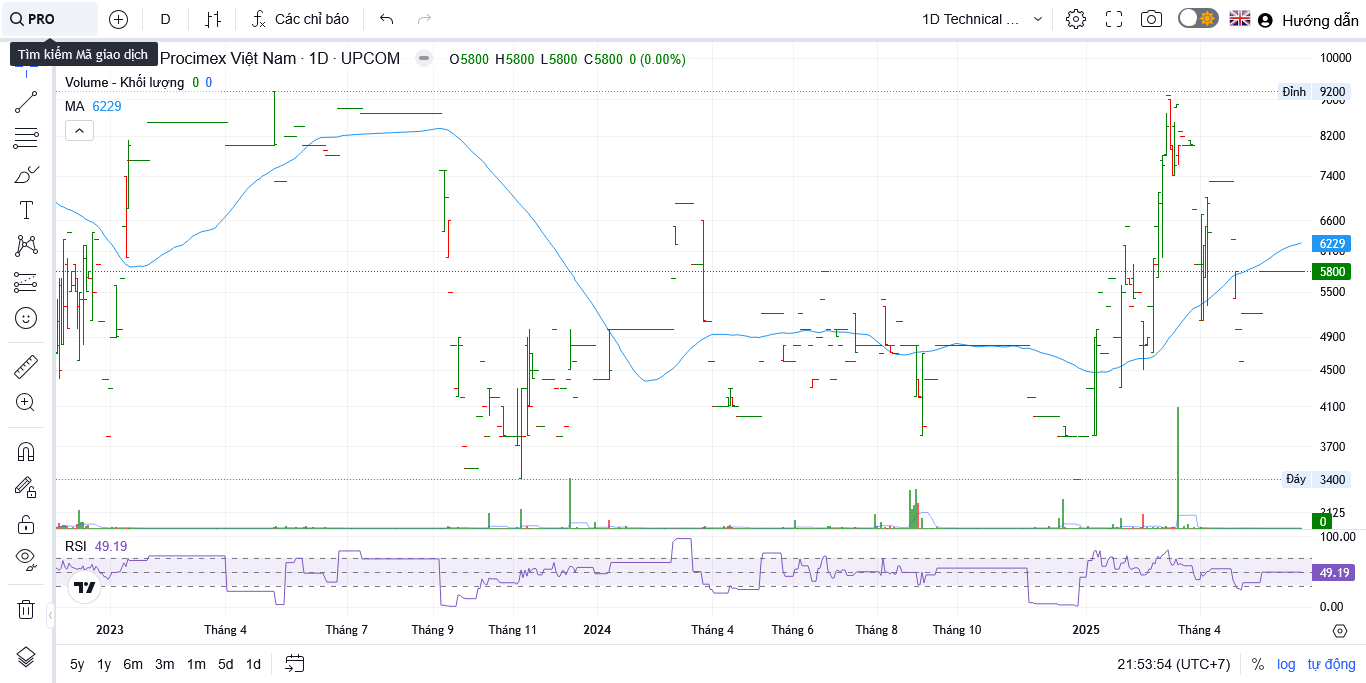 PRO D Các chỉ báo 1D Technical ... Hướng dẫn
Tìm kiếm Mã giao dịch
Procimex Việt Nam · 1D · UPCOM O5800 H5800 L5800 C5800 0 (0.00%)
Volume - Khối lượng 0 0
MA 6229
10000
Đỉnh 9200
9000
8200
7400
6600
6229
6100
5800
5500
4900
4500
4100
3700
Đáy 3400
3125
0
RSI 49.19
100.00
49.19
0.00
2023 Tháng 4 Tháng 7 Tháng 9 Tháng 11 2024 Tháng 4 Tháng 6 Tháng 8 Tháng 10 2025 Tháng 4
5y 1y 6m 3m 1m 5d 1d 21:53:54 (UTC+7) % log tự động